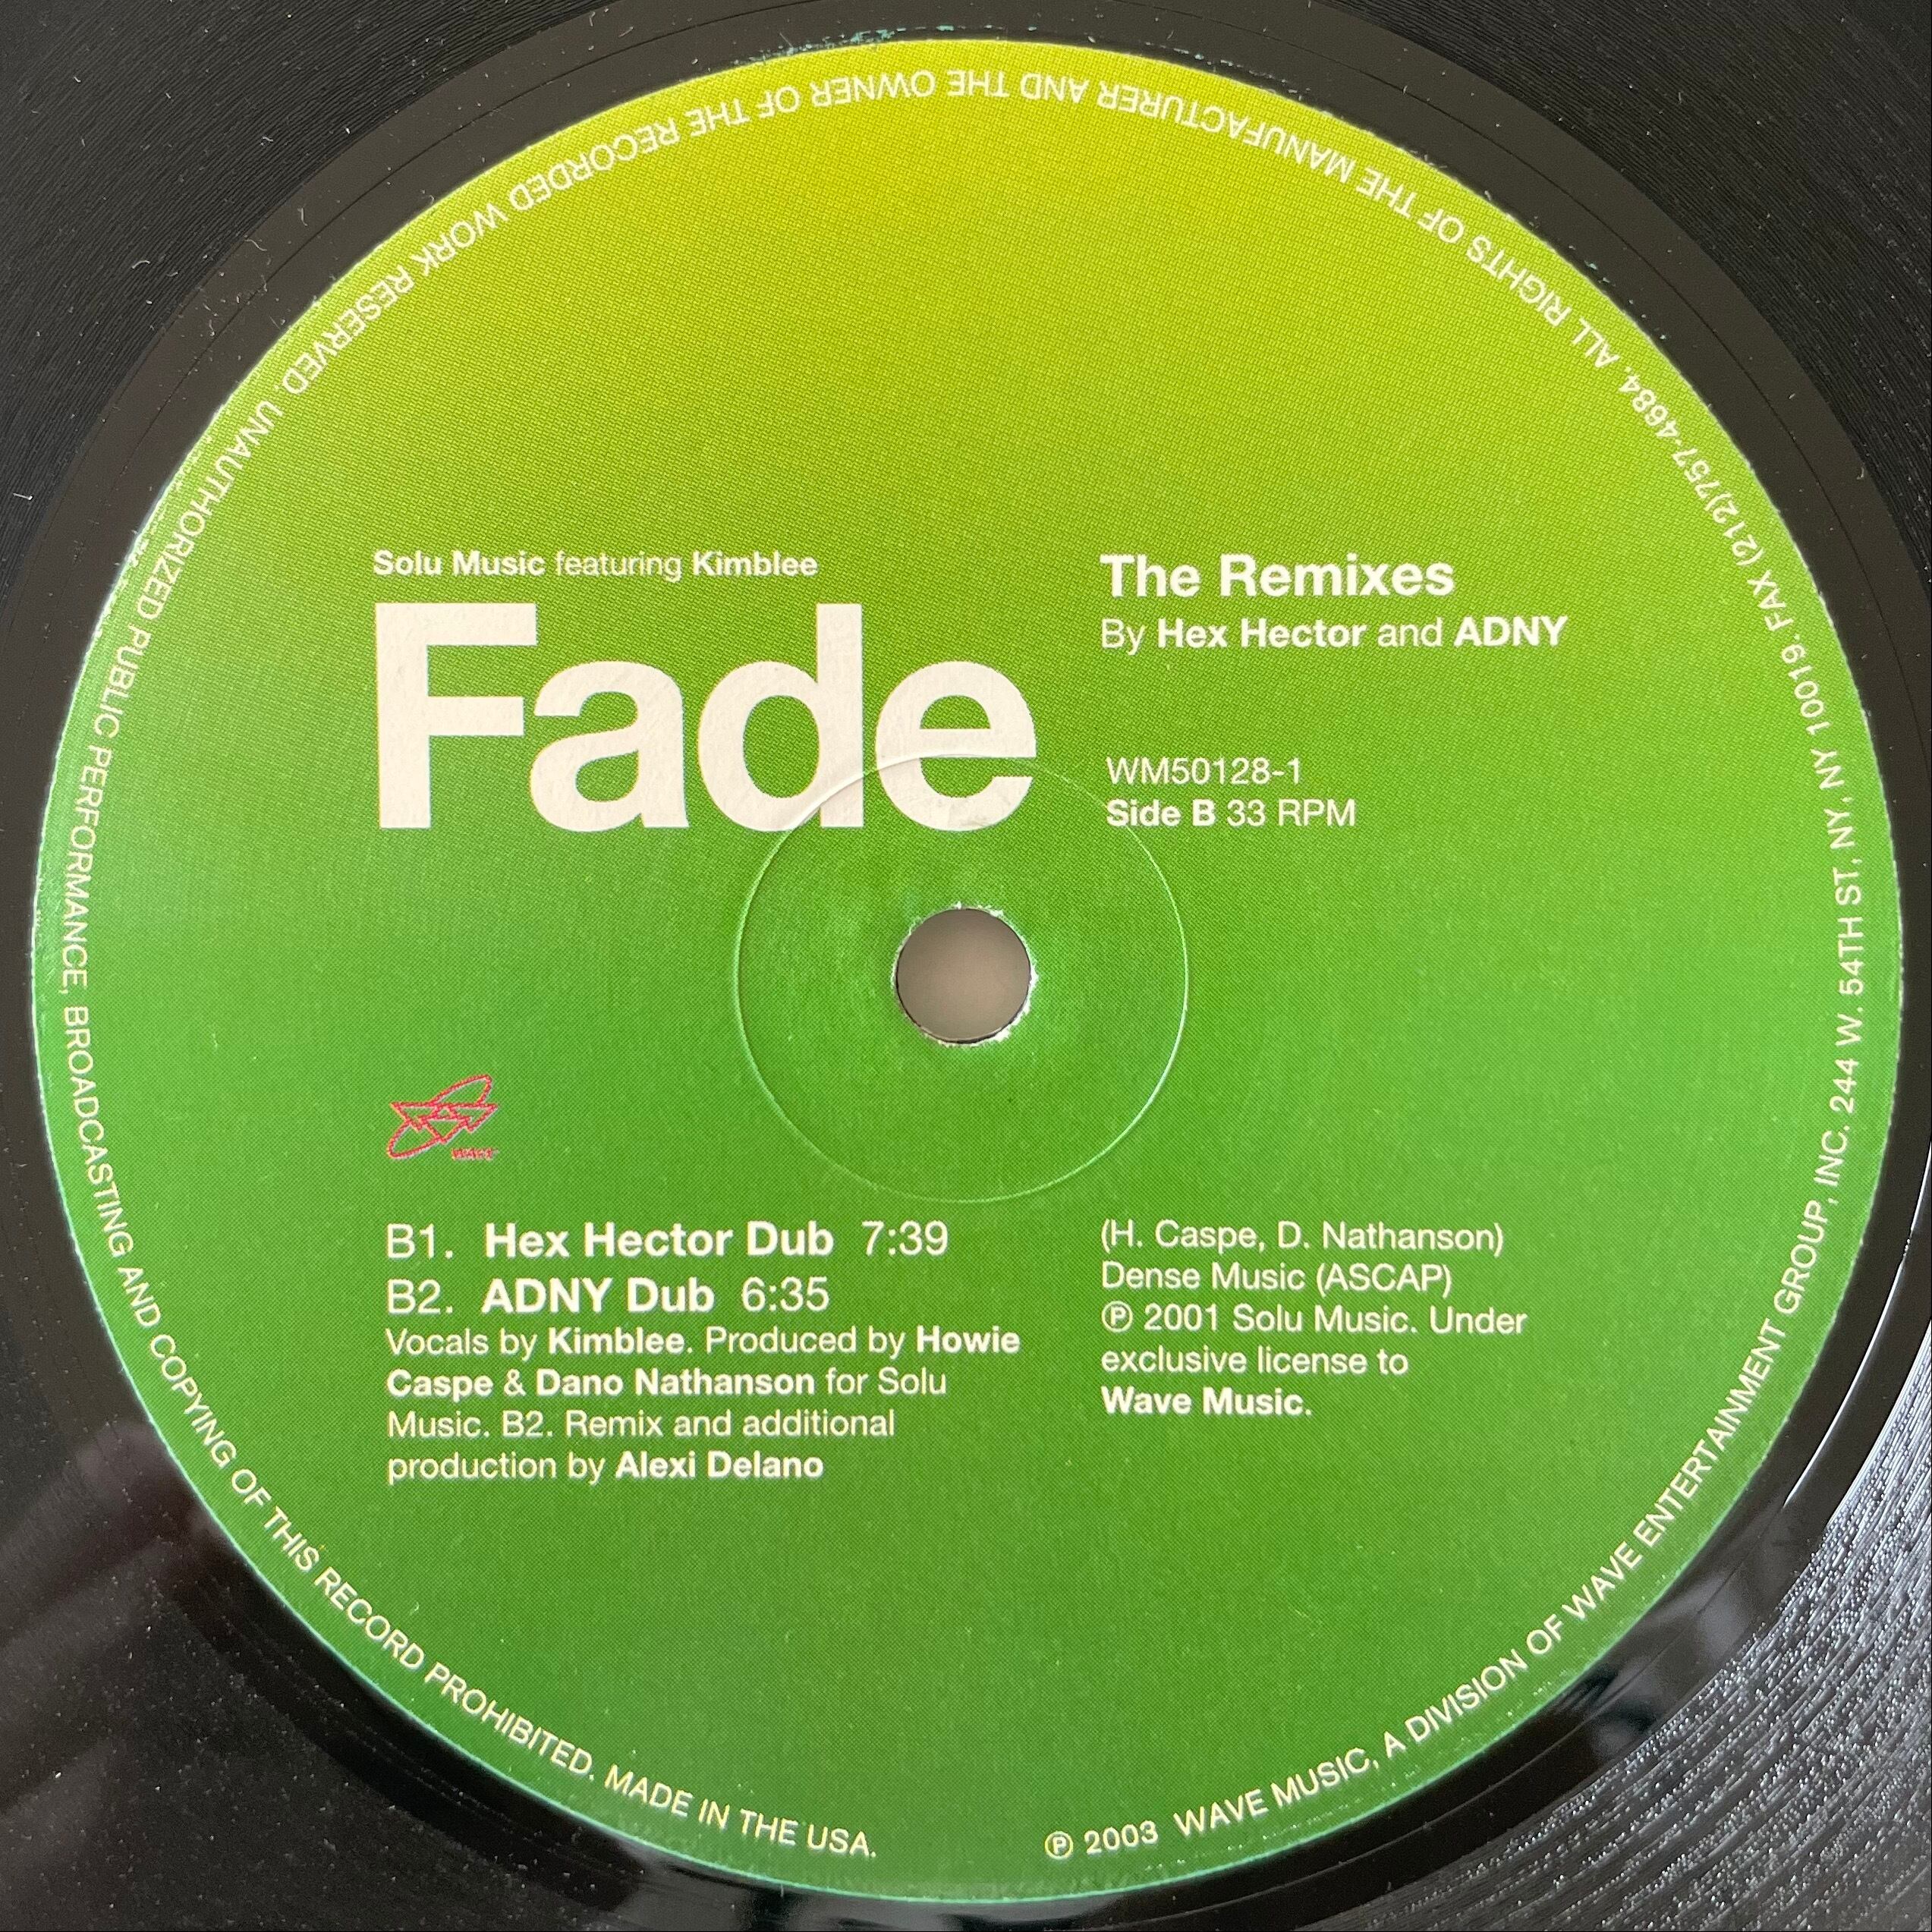 Solu Music featuring Kimblee
Fade
The Remixes
By Hex Hector and ADNY
WM50128-1
Side B 33 RPM
WAVE
B1. Hex Hector Dub 7:39
B2. ADNY Dub 6:35
Vocals by Kimblee. Produced by Howie
Caspe & Dano Nathanson for Solu
Music. B2. Remix and additional
production by Alexi Delano
(H. Caspe, D. Nathanson)
Dense Music (ASCAP)
℗ 2001 Solu Music. Under
exclusive license to
Wave Music.
℗ 2003 WAVE MUSIC, A DIVISION OF WAVE ENTERTAINMENT GROUP, INC. 244 W. 54TH ST. NY, NY 10019. FAX (212)757-4684. ALL RIGHTS OF THE MANUFACTURER AND THE OWNER OF THE RECORDED WORK RESERVED. UNAUTHORIZED PUBLIC PERFORMANCE, BROADCASTING AND COPYING OF THIS RECORD PROHIBITED. MADE IN THE USA.